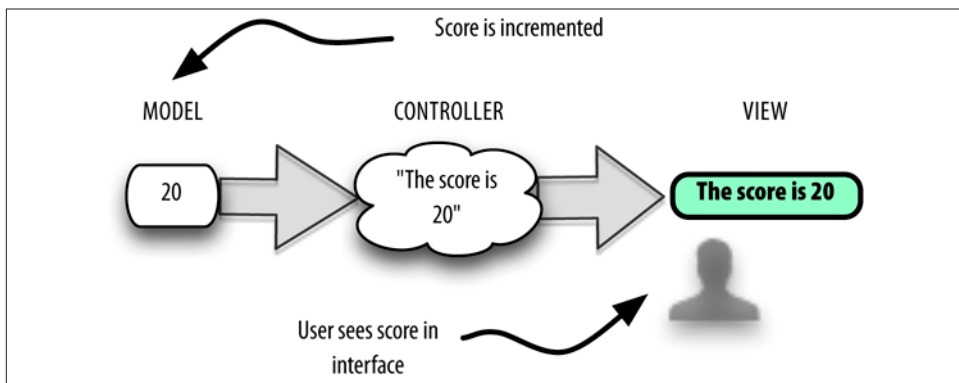 Score is incremented
MODEL
CONTROLLER
VIEW
20
"The score is
20"
The score is 20
User sees score in
interface